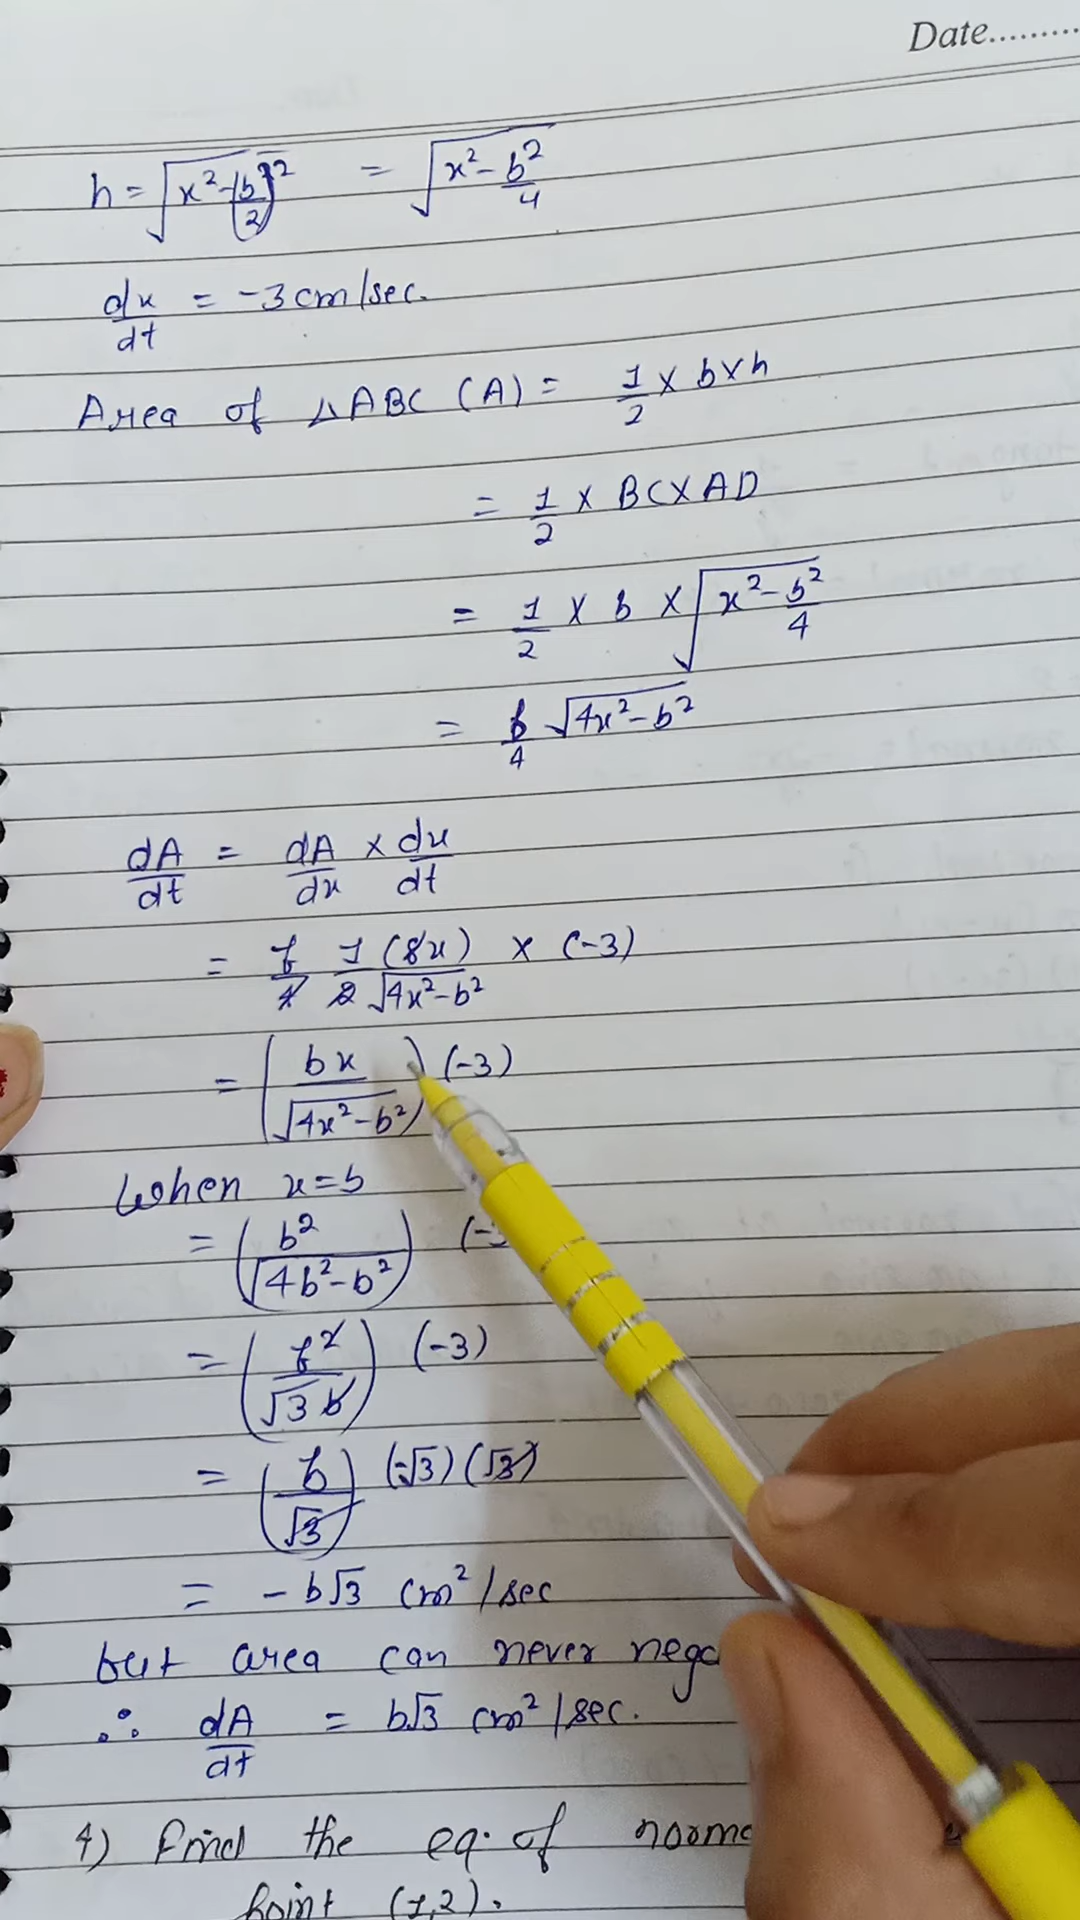 Date.........
h = √(x² - (b/2)²) = √(x² - b²/4)
dx/dt = -3 cm/sec.
Area of △ABC (A) = 1/2 × b × h
= 1/2 × BC × AD
= 1/2 × b × √(x² - b²/4)
= b/4 √(4x² - b²)
dA/dt = dA/dx × dx/dt
= b/4 1/2 (8x)/√(4x² - b²) × (-3)
= (bx/√(4x² - b²)) (-3)
When x = b
= (b²/√(4b² - b²))
= (b²/√3 b) (-3)
= (b/√3) (-√3) (√3)
= - b√3 cm²/sec
but area can never
∴ dA/dt = b√3 cm²/sec.
4) Find the eq. of
point (1,2).